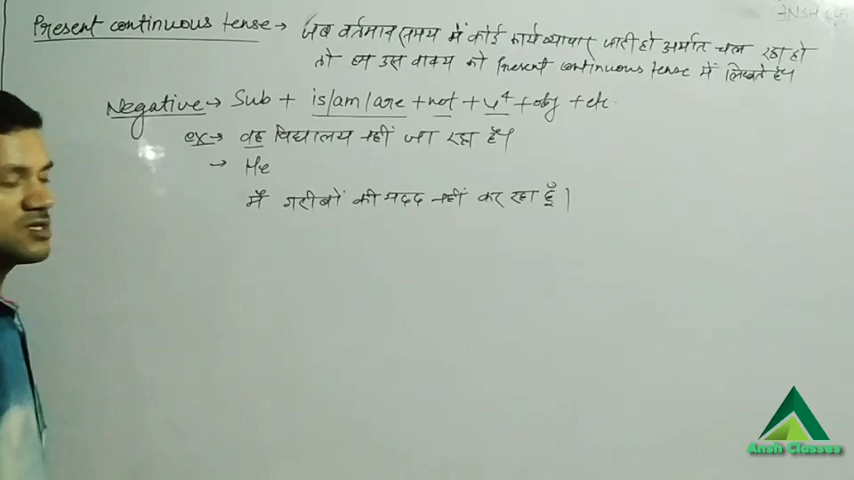 Present continuous tense → जब वर्तमान समय में कोई कार्य व्यापार जारी हो अर्थात चल रहा हो
तो हम उस वाक्य को Present continuous tense में लिखते हैं।
Negative → Sub + is/am/are + not + V⁴ + obj + etc.
ex → वह विद्यालय नहीं जा रहा है।
→ He
मैं गरीबों की मदद नहीं कर रहा हूँ।
Ansh Classes